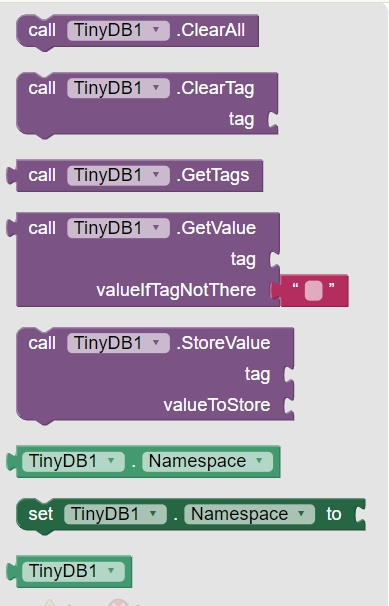 call TinyDB1 .ClearAll
call TinyDB1 .ClearTag
tag
call TinyDB1 .GetTags
call TinyDB1 .GetValue
tag
valueIfTagNotThere “ ”
call TinyDB1 .StoreValue
tag
valueToStore
TinyDB1 . Namespace
set TinyDB1 . Namespace to
TinyDB1